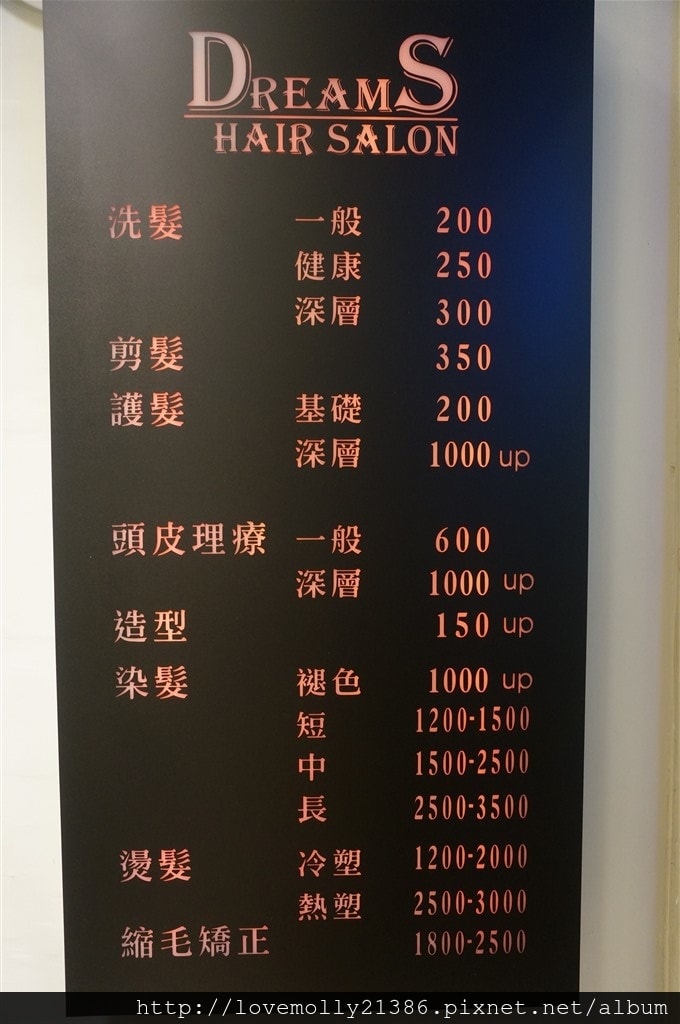 DREAMS
HAIR SALON
洗髮 一般 200
健康 250
深層 300
剪髮 350
護髮 基礎 200
深層 1000 up
頭皮理療 一般 600
深層 1000 up
造型 150 up
染髮 褪色 1000 up
短 1200-1500
中 1500-2500
長 2500-3500
燙髮 冷塑 1200-2000
熱塑 2500-3000
縮毛矯正 1800-2500
http://lovemolly21386.pixnet.net/album